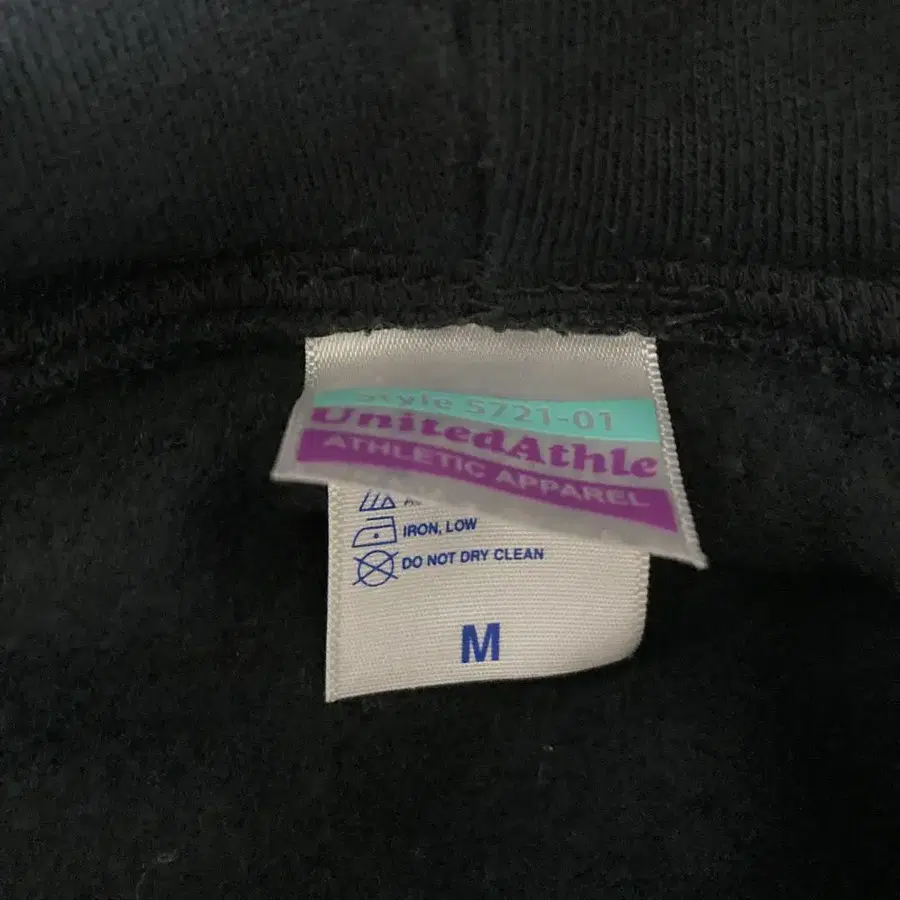 Style 5721-01
UnitedAthle
ATHLETIC APPAREL
IRON, LOW
DO NOT DRY CLEAN
M